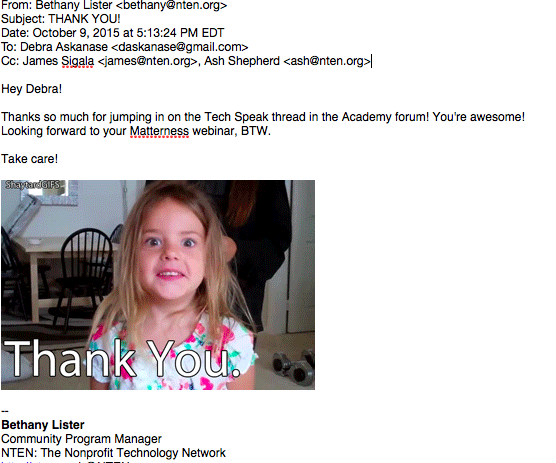 From: Bethany Lister <bethany@nten.org>
Subject: THANK YOU!
Date: October 9, 2015 at 5:13:24 PM EDT
To: Debra Askanase <daskanase@gmail.com>
Cc: James Sigala <james@nten.org>, Ash Shepherd <ash@nten.org>
Hey Debra!
Thanks so much for jumping in on the Tech Speak thread in the Academy forum! You're awesome!
Looking forward to your Matterness webinar, BTW.
Take care!
ShaytardGIFS
Thank You.
--
Bethany Lister
Community Program Manager
NTEN: The Nonprofit Technology Network